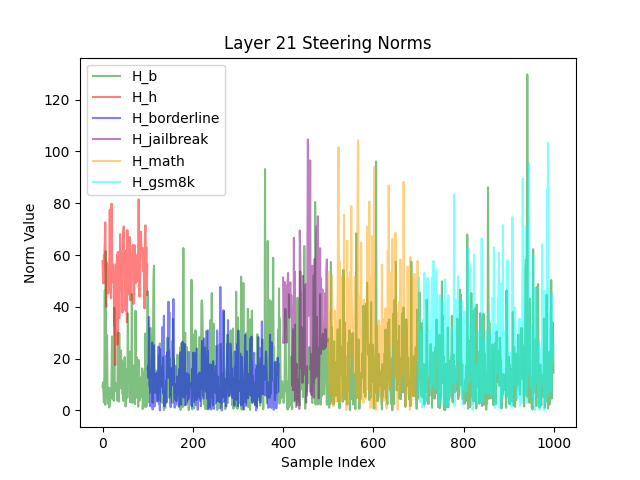 Layer 21 Steering Norms
H_b
H_h
H_borderline
H_jailbreak
H_math
H_gsm8k
Norm Value
120
100
80
60
40
20
0
0 200 400 600 800 1000
Sample Index